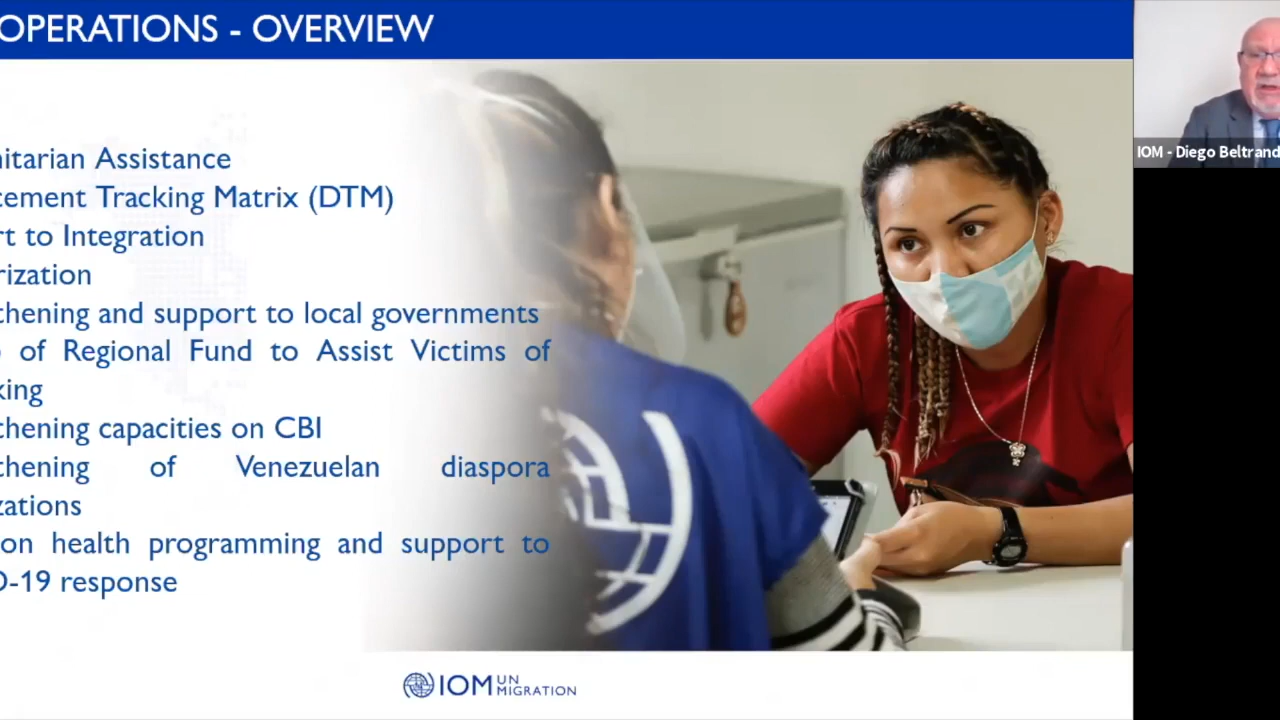 OPERATIONS - OVERVIEW
nitarian Assistance
cement Tracking Matrix (DTM)
rt to Integration
rization
thening and support to local governments
of Regional Fund to Assist Victims of
king
thening capacities on CBI
thening of Venezuelan diaspora
zations
on health programming and support to
D-19 response
IOM UN
MIGRATION
IOM - Diego Beltrand